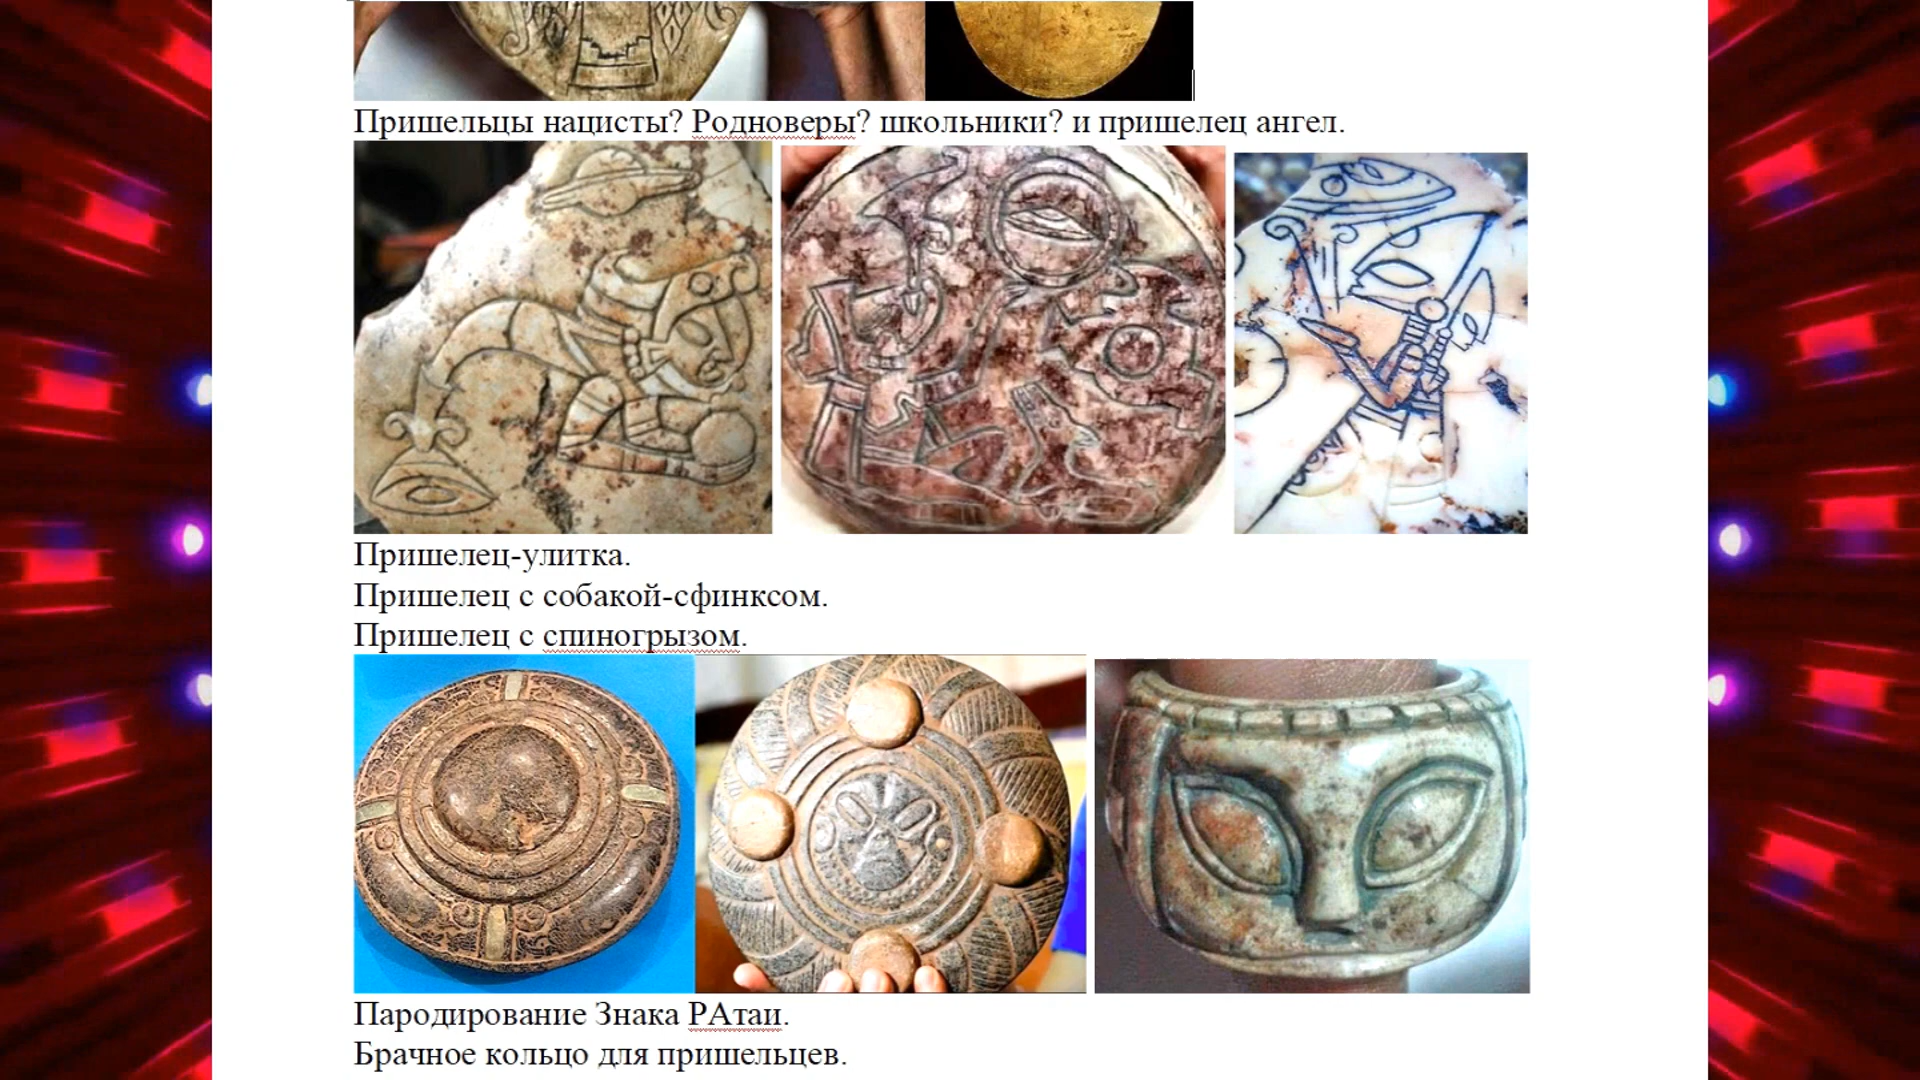 Пришельцы нацисты? Родноверы? школьники? и пришелец ангел.
Пришелец-улитка.
Пришелец с собакой-сфинксом.
Пришелец с спиногрызом.
Пародирование Знака РАтаи.
Брачное кольцо для пришельцев.